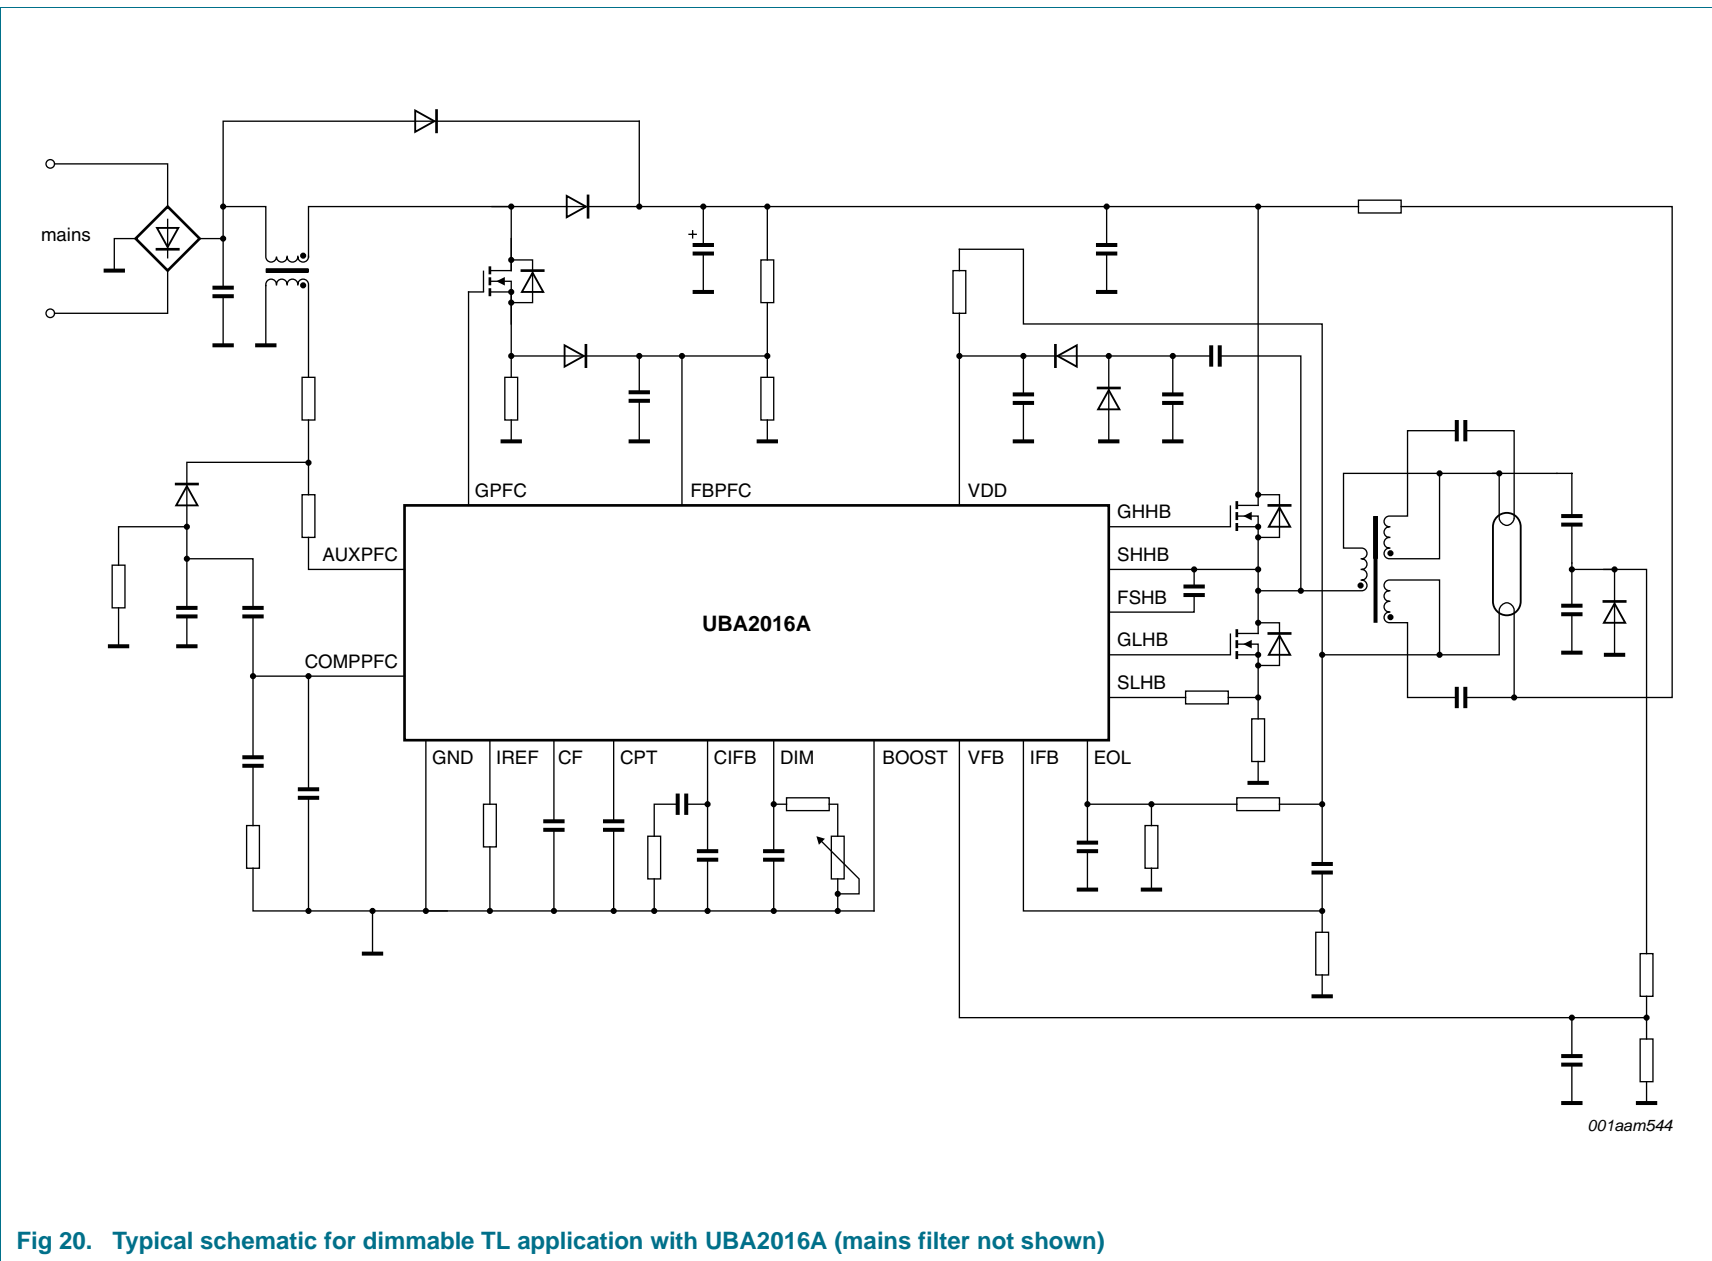 mains
+
GPFC
FBPFC
VDD
GHHB
AUXPFC
SHHB
FSHB
UBA2016A
GLHB
COMPPFC
SLHB
GND
IREF
CF
CPT
CIFB
DIM
BOOST
VFB
IFB
EOL
001aam544
Fig 20. Typical schematic for dimmable TL application with UBA2016A (mains filter not shown)